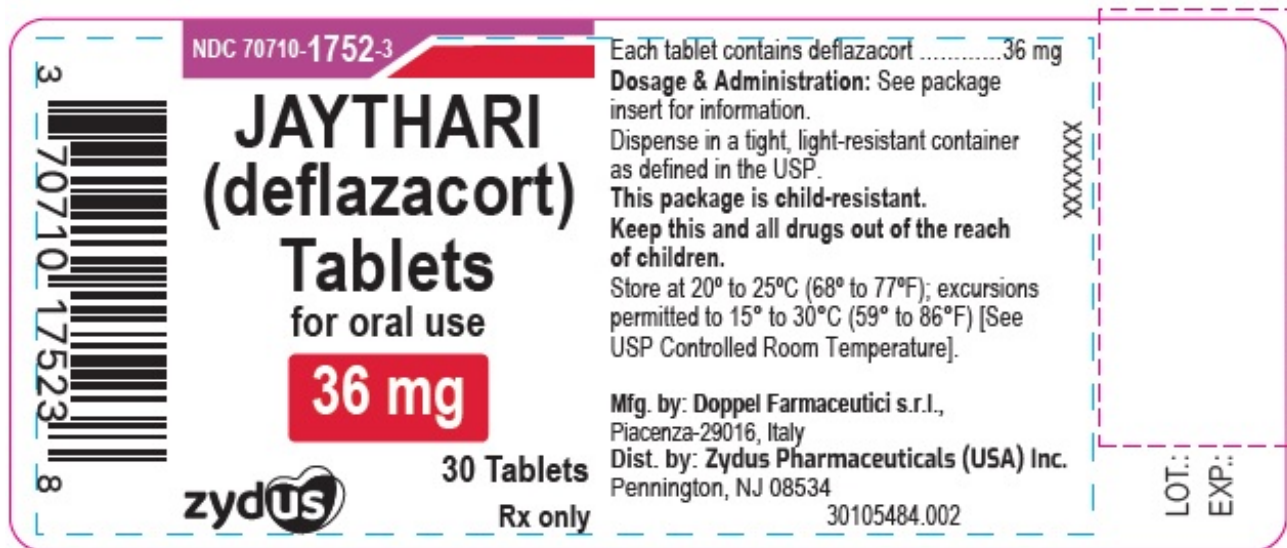 NDC 70710-1752-3
JAYTHARI
(deflazacort)
Tablets
for oral use
36 mg
30 Tablets
zydus
Rx only
3 70710 17523 8
Each tablet contains deflazacort ............36 mg
Dosage & Administration: See package
insert for information.
Dispense in a tight, light-resistant container
as defined in the USP.
This package is child-resistant.
Keep this and all drugs out of the reach
of children.
Store at 20° to 25°C (68° to 77°F); excursions
permitted to 15° to 30°C (59° to 86°F) [See
USP Controlled Room Temperature].
Mfg. by: Doppel Farmaceutici s.r.l.,
Piacenza-29016, Italy
Dist. by: Zydus Pharmaceuticals (USA) Inc.
Pennington, NJ 08534
30105484.002
XXXXXXX
LOT.:
EXP.: